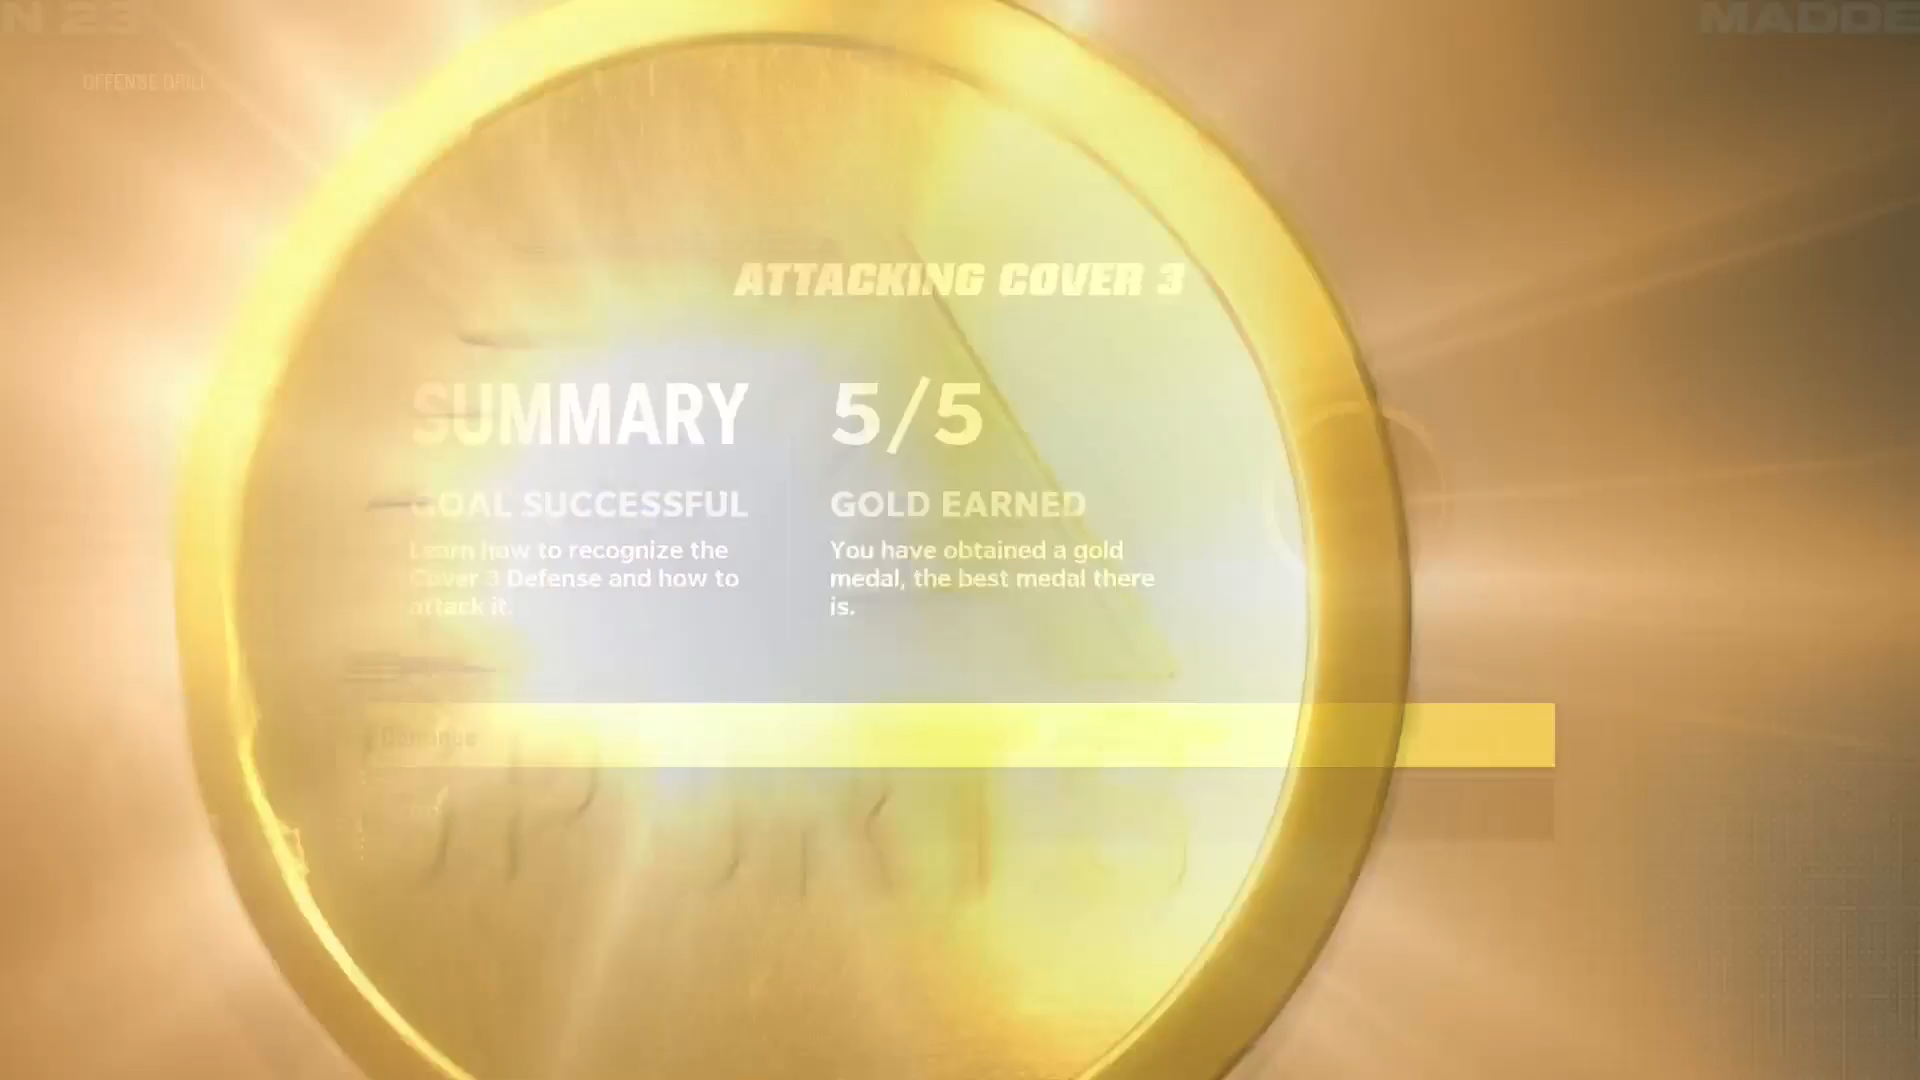 N 23
MADDE
OFFENSE DRILL
ATTACKING COVER 3
SUMMARY
5/5
GOAL SUCCESSFUL
Learn how to recognize the
Cover 3 Defense and how to
attack it.
GOLD EARNED
You have obtained a gold
medal, the best medal there
is.